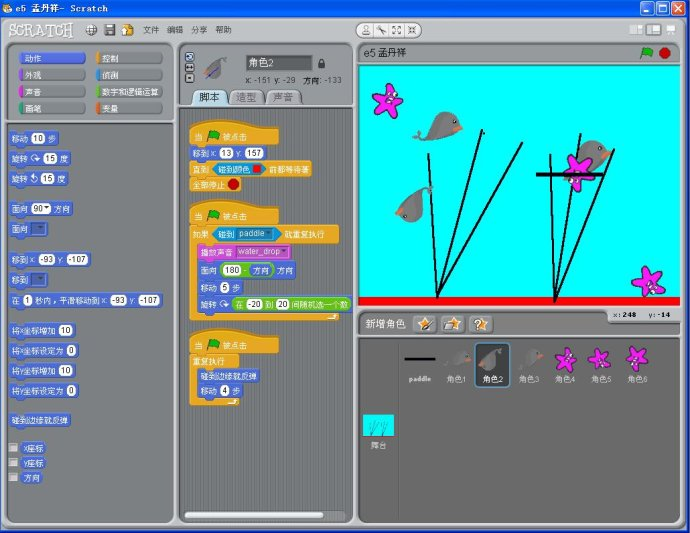 e5 孟丹祥- Scratch
SCRATCH 文件 编辑 分享 帮助
动作 控制
外观 侦测
声音 数字和逻辑运算
画笔 变量
移动 10 步
旋转 15 度
旋转 15 度
面向 90 方向
面向
移到 x: -93 y: -107
移到
在 1 秒内，平滑移动到 x: -93 y: -107
将x坐标增加 10
将x坐标设定为 0
将y坐标增加 10
将y坐标设定为 0
碰到边缘就反弹
x座标
y座标
方向
角色2
x: -151 y: -29 方向: -133
脚本 造型 声音
当 被点击
移到 x: 13 y: 157
直到 碰到颜色 前都等待著
全部停止
当 被点击
如果 碰到 paddle 就重复执行
播放声音 water_drop
面向 180 - 方向 方向
移动 5 步
旋转 在 -20 到 20 间随机选一个数
当 被点击
重复执行
碰到边缘就反弹
移动 4 步
e5 孟丹祥
x: 248 y: -14
新增角色
paddle 角色1 角色2 角色3 角色4 角色5 角色6
舞台